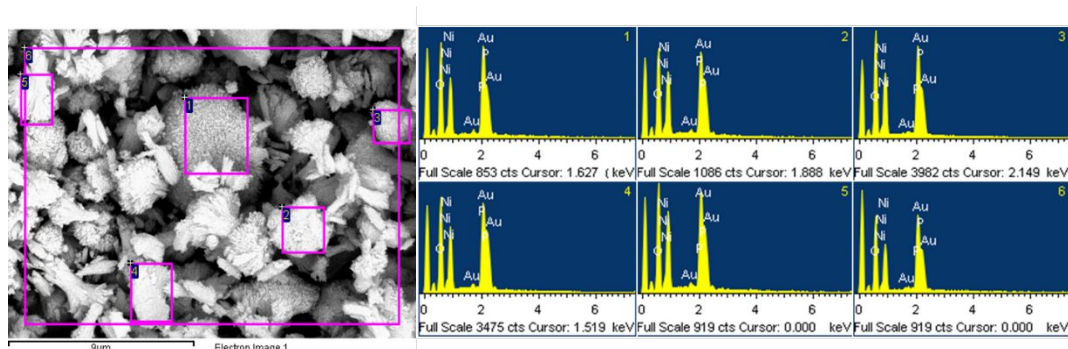 6
5
1
3
2
4
9um
Electron Image 1
Ni
Ni
Ni
O
Au
P
Au
P
Au
1
0 2 4 6
Full Scale 853 cts Cursor: 1.627 ( keV
Ni
Ni
Ni
O
Au
P
Au
P
Au
2
0 2 4 6
Full Scale 1086 cts Cursor: 1.888 keV
Ni
Ni
Ni
O
Au
P
Au
P
Au
3
0 2 4 6
Full Scale 3982 cts Cursor: 2.149 keV
Ni
Ni
Ni
O
Au
P
Au
Au
4
0 2 4 6
Full Scale 3475 cts Cursor: 1.519 keV
Ni
Ni
Ni
O
Au
P
Au
P
Au
5
0 2 4 6
Full Scale 919 cts Cursor: 0.000 keV
Ni
Ni
Ni
O
Au
P
Au
P
Au
6
0 2 4 6
Full Scale 919 cts Cursor: 0.000 keV